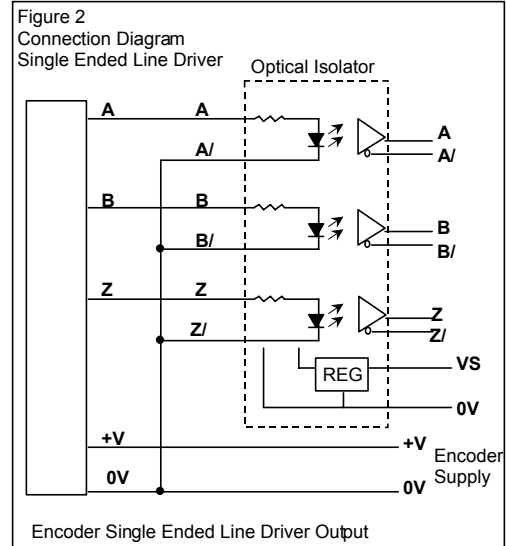 Figure 2
Connection Diagram
Single Ended Line Driver
Optical Isolator
A A A
A/ A/
B B B
B/ B/
Z Z Z
Z/ Z/
REG VS
0V
+V +V
Encoder
Supply
0V 0V
Encoder Single Ended Line Driver Output